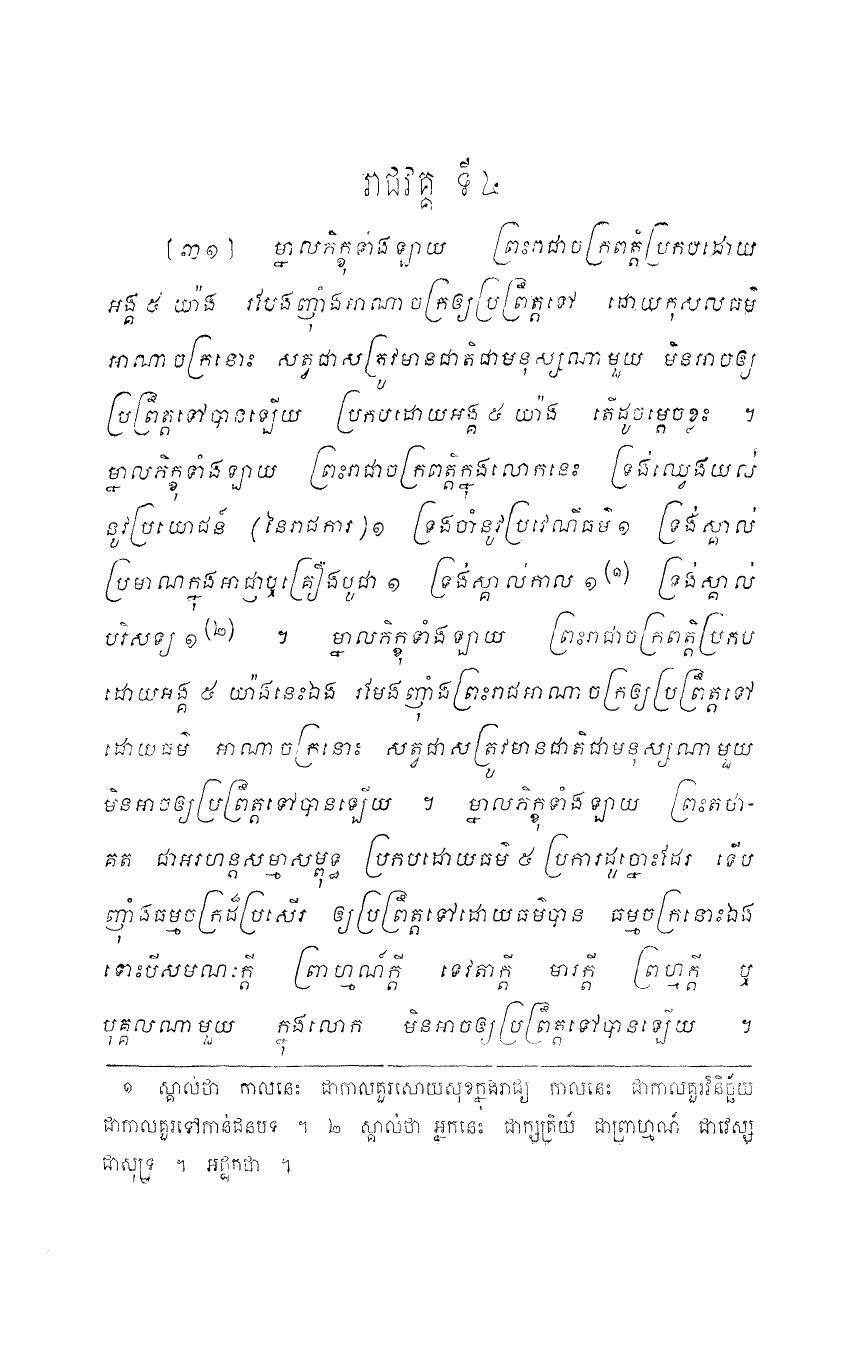 រាជវគ្គ ទី៤
[៣១] ម្នាលភិក្ខុទាំងឡាយ ព្រះរាជាចក្រពត្តិប្រកបដោយ
អង្គ ៥ យ៉ាង រមែងញ៉ាំងអាណាចក្រឲ្យប្រព្រឹត្តទៅ ដោយកុសលធម៌
អាណាចក្រនោះ សត្វជាសត្រូវមានជាតិជាមនុស្សណាមួយ មិនអាចឲ្យ
ប្រព្រឹត្តទៅបានឡើយ ប្រកបដោយអង្គ ៥ យ៉ាង តើដូចម្តេចខ្លះ ។
ម្នាលភិក្ខុទាំងឡាយ ព្រះរាជាចក្រពត្តិក្នុងលោកនេះ ទ្រង់ឈ្វេងយល់
នូវប្រយោជន៍ (នៃរាជការ) ១ ទ្រង់ចាំនូវប្រវេណីធម៌ ១ ទ្រង់ស្គាល់
ប្រមាណក្នុងអាជ្ញាឬគ្រឿងបូជា ១ ទ្រង់ស្គាល់កាល ១ (១) ទ្រង់ស្គាល់
បរិសទ្យ ១ (២) ។ ម្នាលភិក្ខុទាំងឡាយ ព្រះរាជាចក្រពត្តិប្រកប
ដោយអង្គ ៥ យ៉ាងនេះឯង រមែងញ៉ាំងព្រះរាជអាណាចក្រឲ្យប្រព្រឹត្តទៅ
ដោយធម៌ អាណាចក្រនោះ សត្វជាសត្រូវមានជាតិជាមនុស្សណាមួយ
មិនអាចឲ្យប្រព្រឹត្តទៅបានឡើយ ។ ម្នាលភិក្ខុទាំងឡាយ ព្រះតថា-
គត ជាអរហន្តសម្មាសម្ពុទ្ធ ប្រកបដោយធម៌ ៥ ប្រការដូច្នោះដែរ ទើប
ញ៉ាំងធម្មចក្រដ៏ប្រសើរ ឲ្យប្រព្រឹត្តទៅដោយធម៌បាន ធម្មចក្រនោះឯង
ទោះបីសមណៈក្តី ព្រាហ្មណ៍ក្តី ទេវតាក្តី មារក្តី ព្រហ្មក្តី ឬ
បុគ្គលណាមួយ ក្នុងលោក មិនអាចឲ្យប្រព្រឹត្តទៅបានឡើយ ។
១ ស្គាល់ថា កាលនេះ ជាកាលគួរសោយសុខក្នុងរាជ្យ កាលនេះ ជាកាលគួរវិនិច្ឆ័យ
ជាកាលគួរទៅកាន់ជនបទ ។ ២ ស្គាល់ថា អ្នកនេះ ជាក្សត្រិយ៍ ជាព្រាហ្មណ៍ ជាវេស្ស
ជាសុទ្ទ ។ អដ្ឋកថា ។